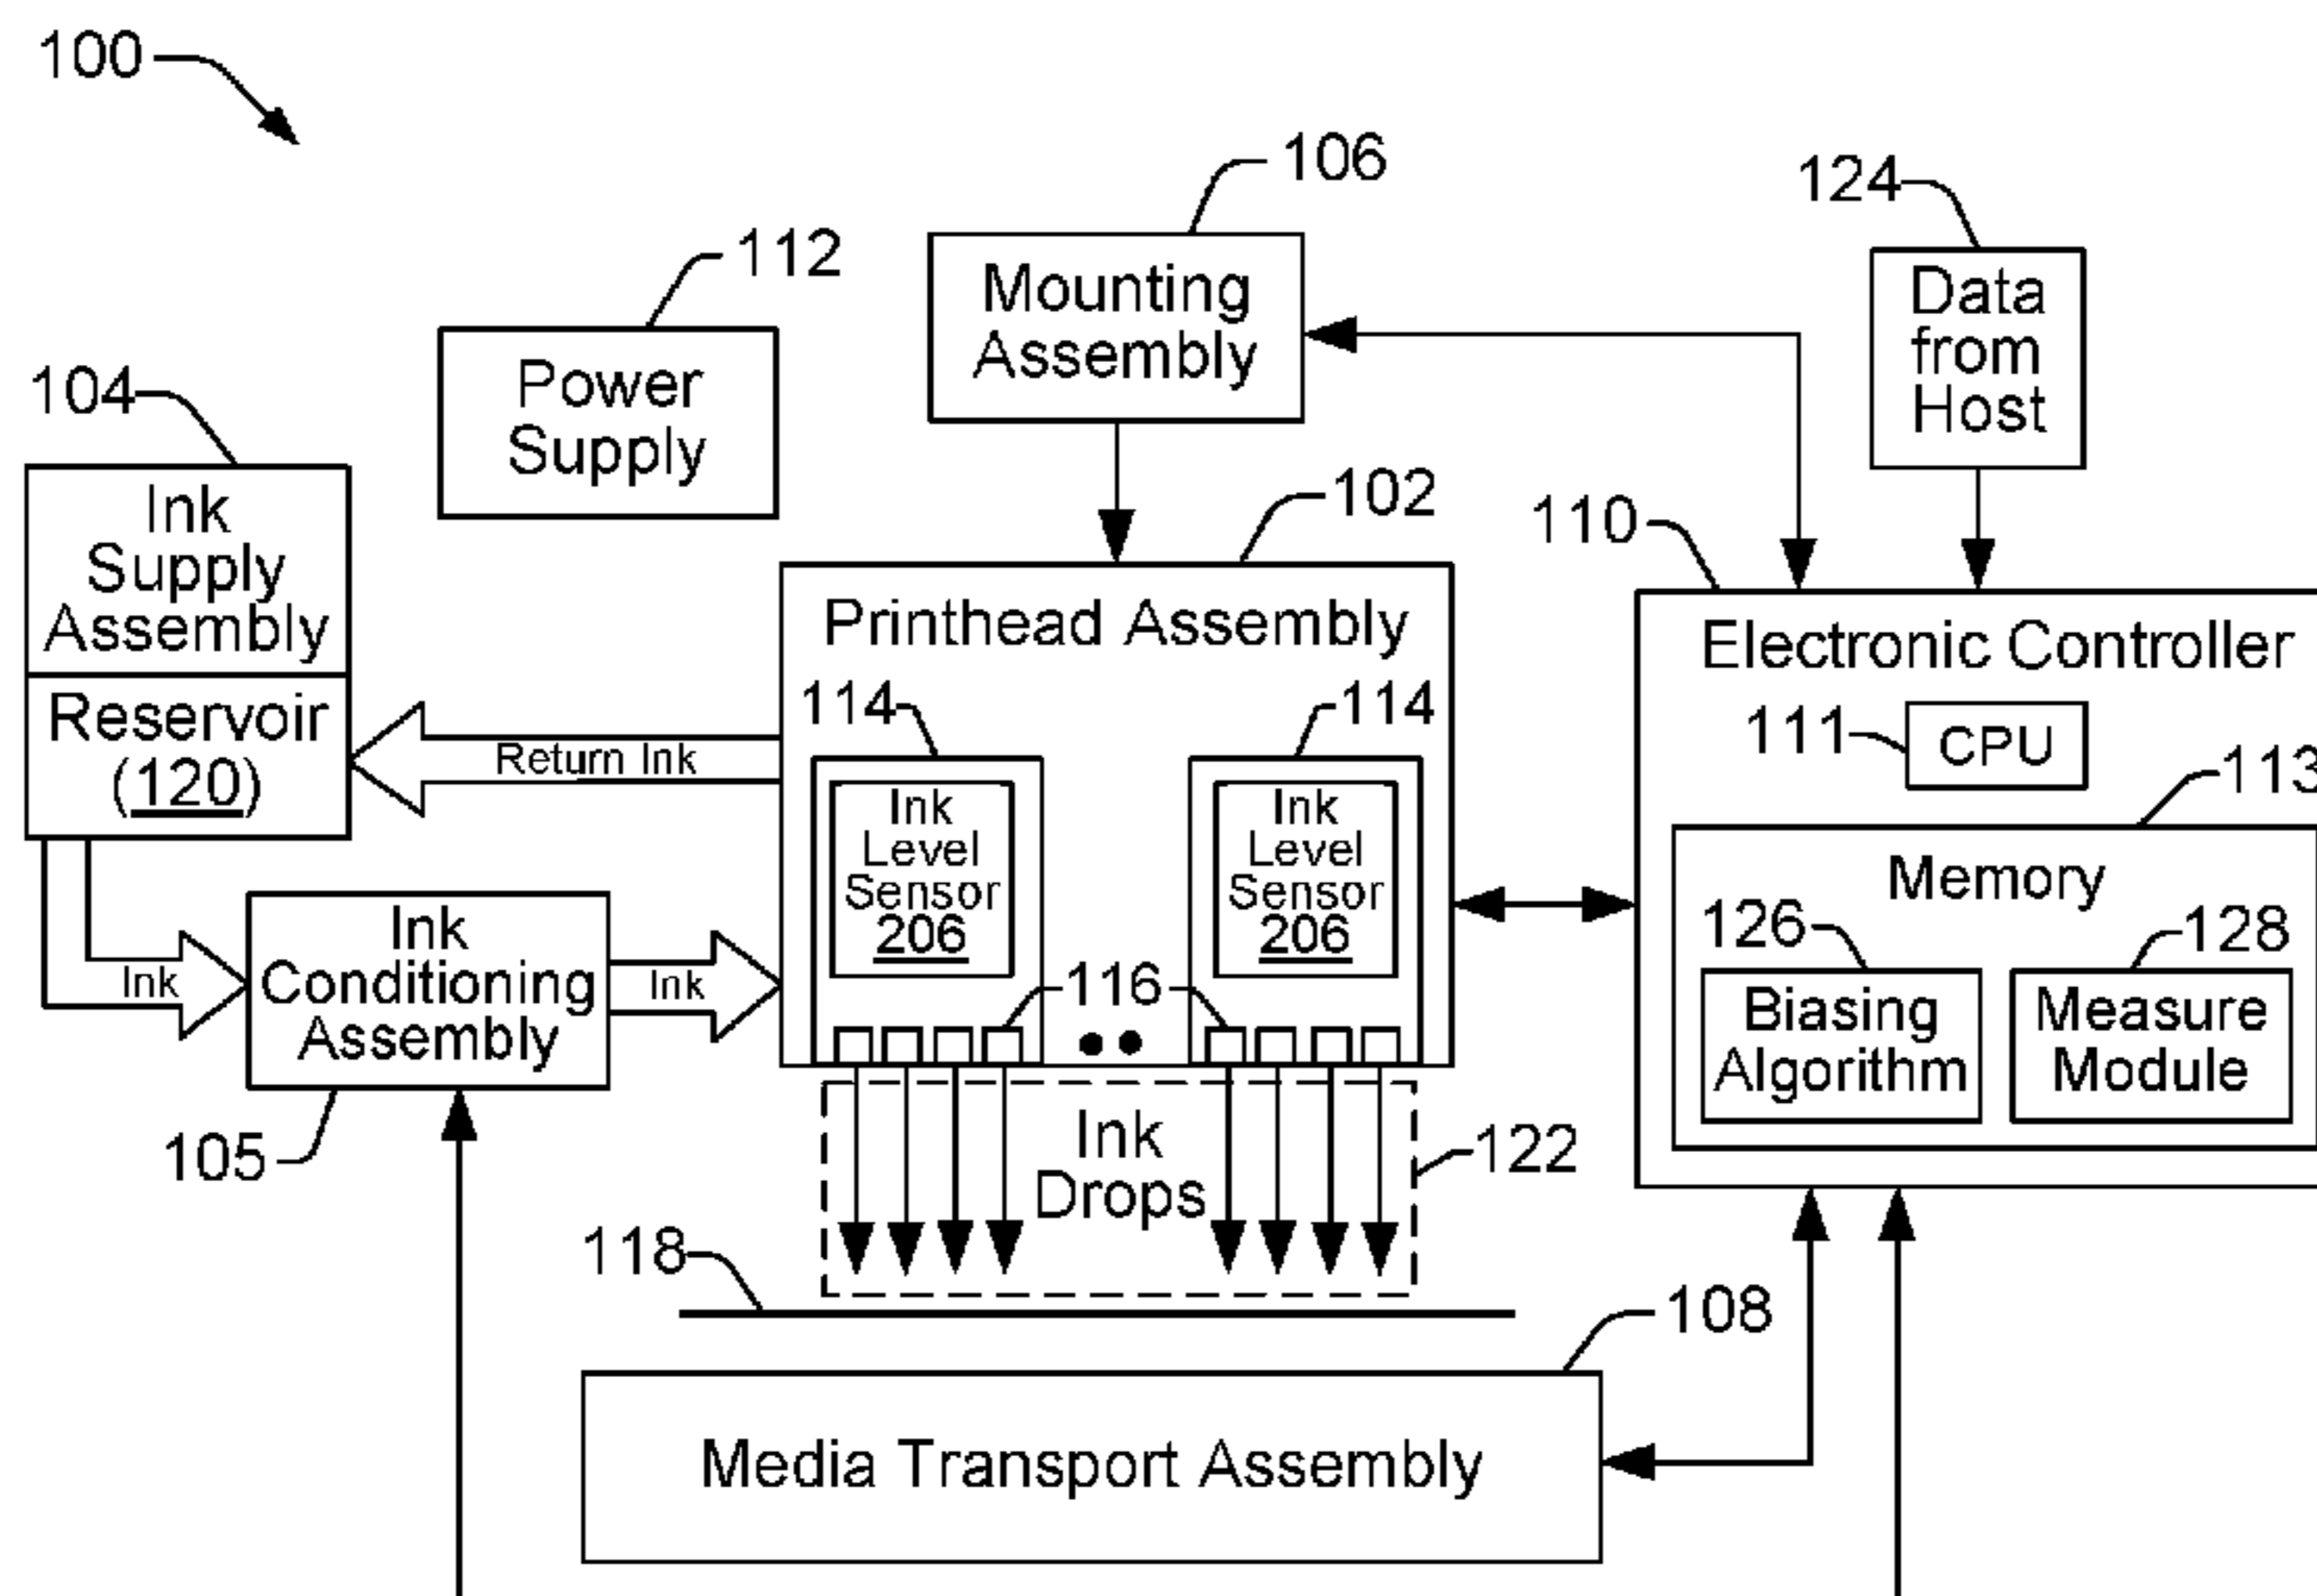 100
106
124
112
Mounting
Assembly
Data
from
Host
Power
Supply
104
102
110
Ink
Supply
Assembly
Printhead Assembly
Electronic Controller
Reservoir
(120)
Return Ink
114
114
111
CPU
113
Ink
Level
Sensor
206
Ink
Level
Sensor
206
Memory
126
128
Ink
Ink
Conditioning
Assembly
Ink
116
Biasing
Algorithm
Measure
Module
105
Ink
Drops
122
118
108
Media Transport Assembly